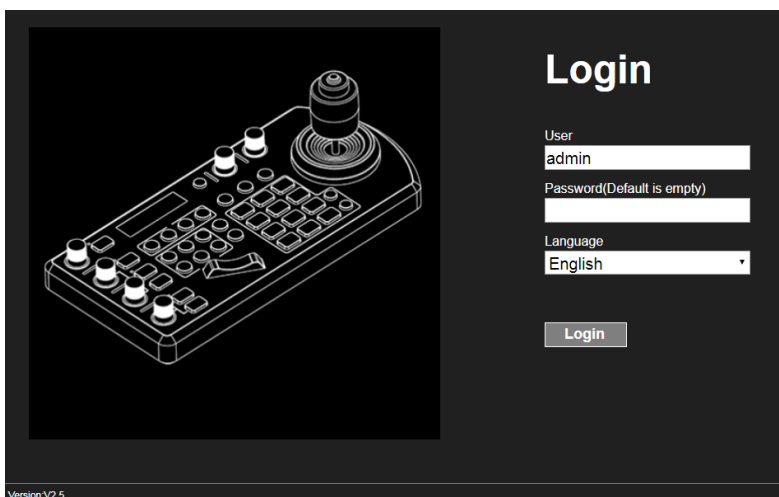 Login
User
admin
Password(Default is empty)
Language
English
Login
Version:V2.5